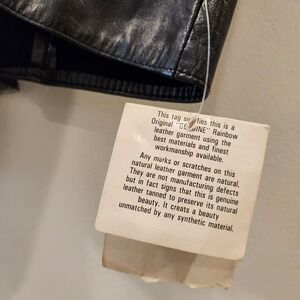 This tag signifies this is a
Original "GENUINE" Rainbow
leather garment using the
best materials and finest
workmanship available.
Any marks or scratches on this
natural leather garment are natural.
They are not manufacturing defects
but in fact signs that this is genuine
leather tanned to preserve its natural
beauty. It creats a beauty
unmatched by any synthetic material.